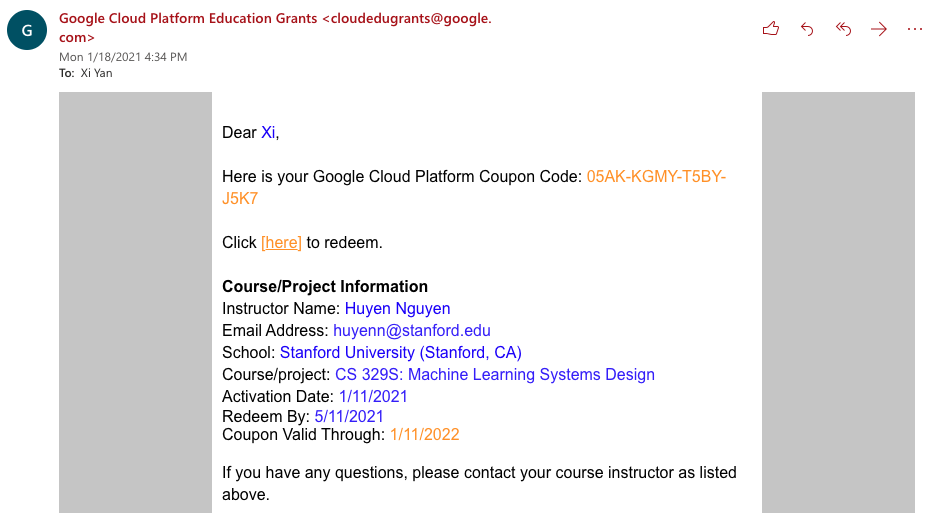 G
Google Cloud Platform Education Grants <cloudedugrants@google.
com>
Mon 1/18/2021 4:34 PM
To: Xi Yan
Dear Xi,
Here is your Google Cloud Platform Coupon Code: 05AK-KGMY-T5BY-
J5K7
Click [here] to redeem.
Course/Project Information
Instructor Name: Huyen Nguyen
Email Address: huyenn@stanford.edu
School: Stanford University (Stanford, CA)
Course/project: CS 329S: Machine Learning Systems Design
Activation Date: 1/11/2021
Redeem By: 5/11/2021
Coupon Valid Through: 1/11/2022
If you have any questions, please contact your course instructor as listed
above.